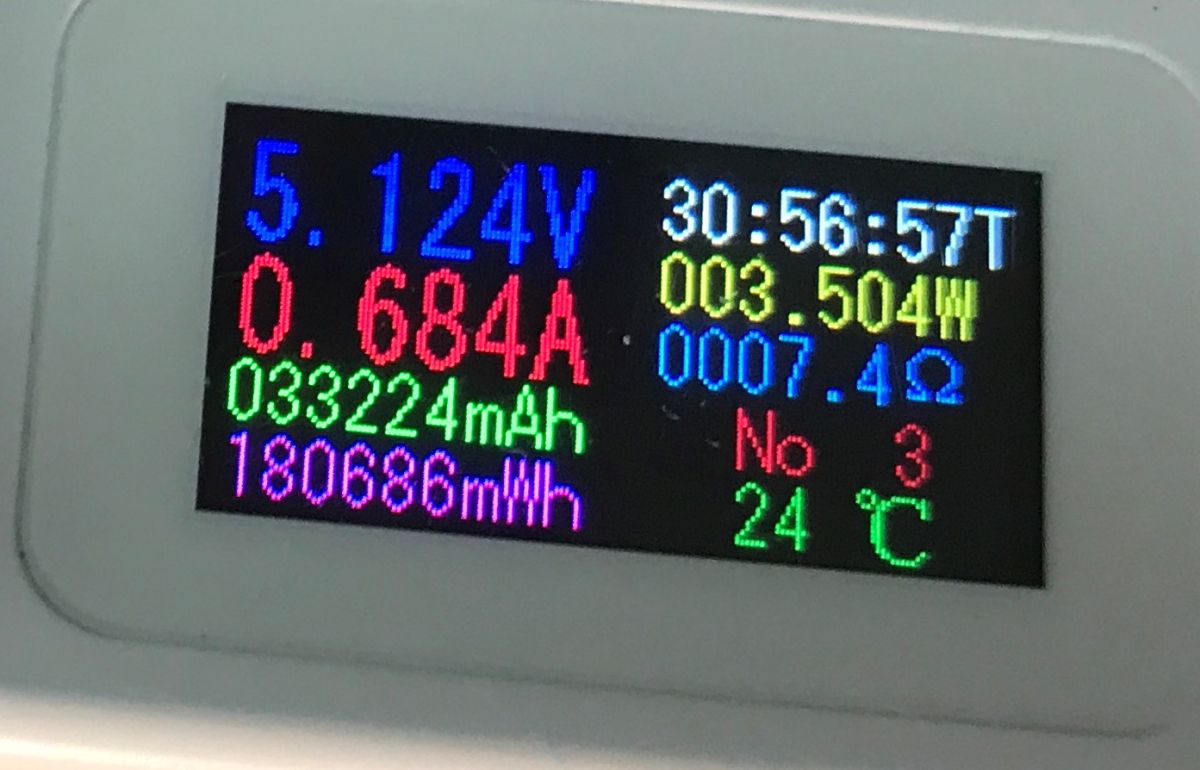 5.124V
0.684A
033224mAh
180686mWh
30:56:57T
003.504W
0007.4Ω
No 3
24 ℃